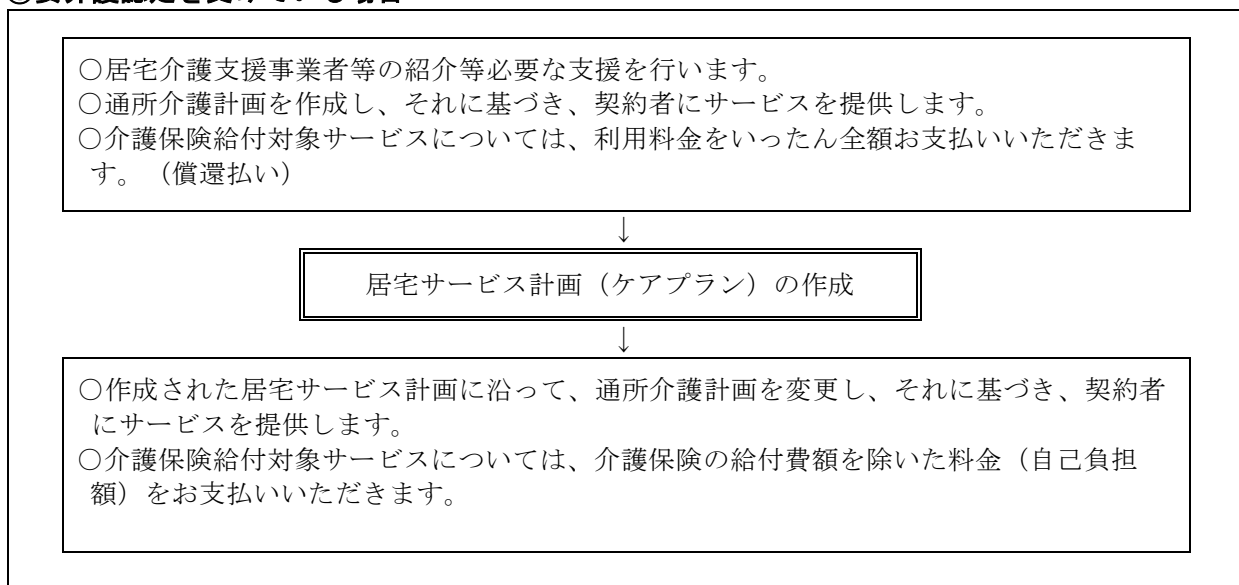 ○居宅介護支援事業者等の紹介等必要な支援を行います。
○通所介護計画を作成し、それに基づき、契約者にサービスを提供します。
○介護保険給付対象サービスについては、利用料金をいったん全額お支払いいただきま
す。（償還払い）
↓
居宅サービス計画（ケアプラン）の作成
↓
○作成された居宅サービス計画に沿って、通所介護計画を変更し、それに基づき、契約者
にサービスを提供します。
○介護保険給付対象サービスについては、介護保険の給付費額を除いた料金（自己負担
額）をお支払いいただきます。